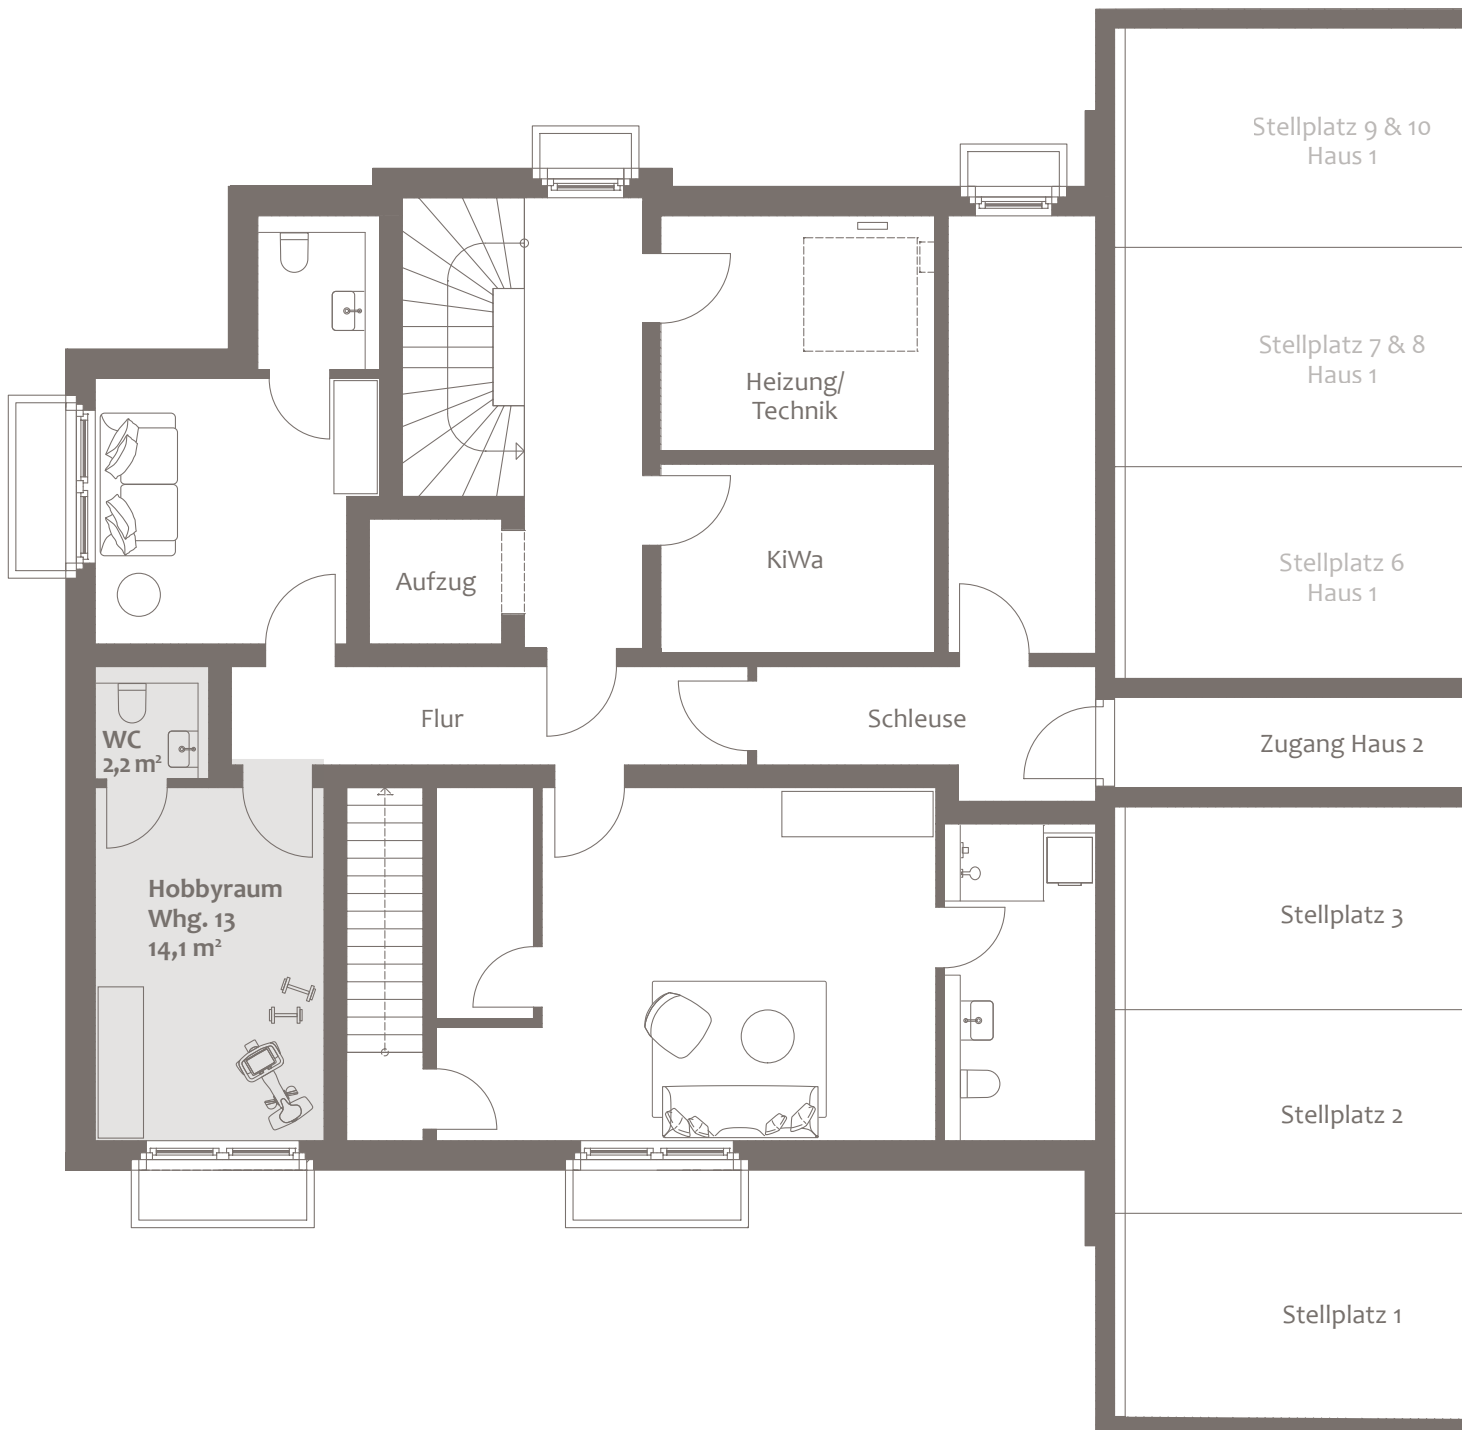 Stellplatz 9 & 10
Haus 1
Stellplatz 7 & 8
Haus 1
Heizung/
Technik
Stellplatz 6
Haus 1
KiWa
Aufzug
Flur
Schleuse
Zugang Haus 2
WC
2,2 m²
Hobbyraum
Whg. 13
14,1 m²
Stellplatz 3
Stellplatz 2
Stellplatz 1